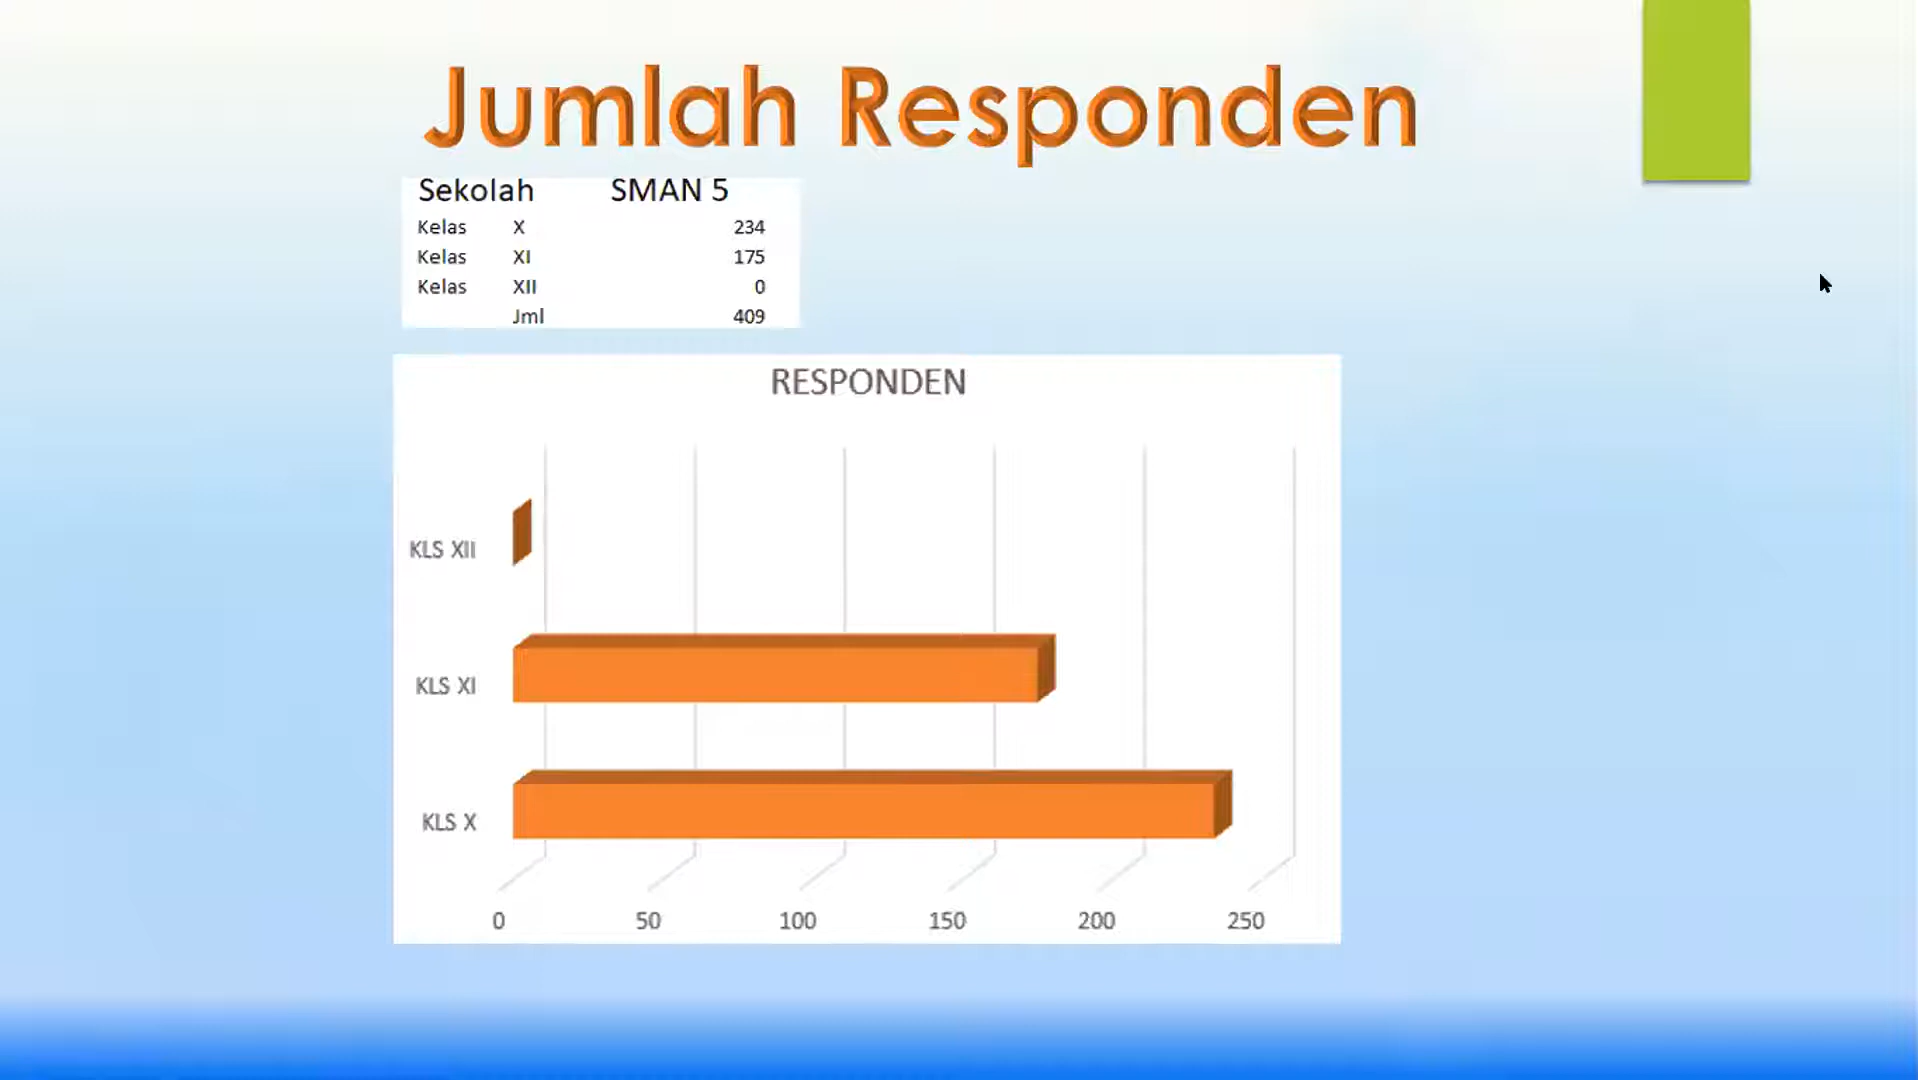 Jumlah Responden
Sekolah SMAN 5
Kelas X 234
Kelas XI 175
Kelas XII 0
Jml 409
RESPONDEN
KLS XII
KLS XI
KLS X
0 50 100 150 200 250